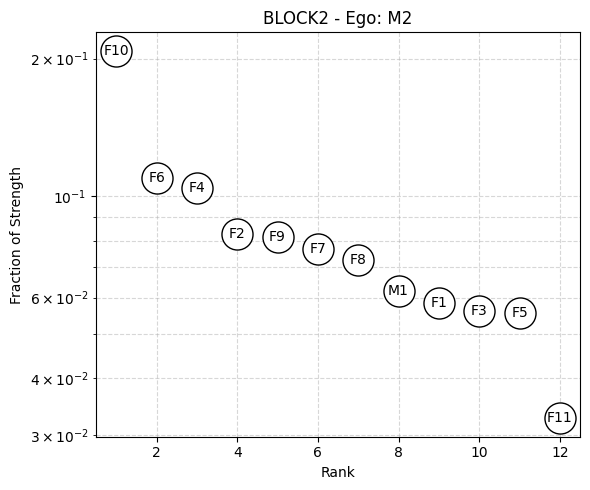 BLOCK2 - Ego: M2
Fraction of Strength
2 × 10⁻¹
10⁻¹
6 × 10⁻²
4 × 10⁻²
3 × 10⁻²
F10
F6
F4
F2
F9
F7
F8
M1
F1
F3
F5
F11
2 4 6 8 10 12
Rank